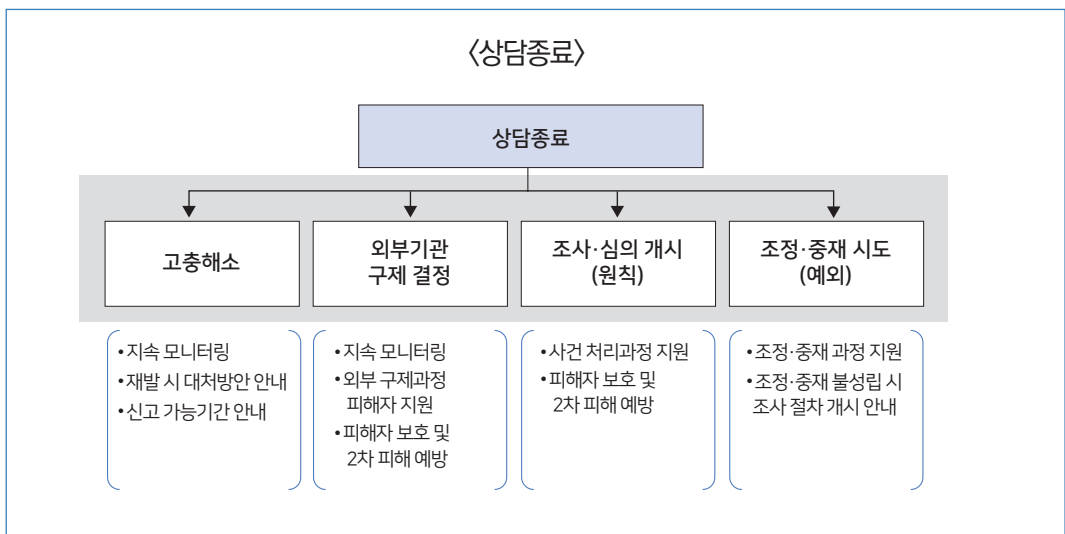 〈상담종료〉
상담종료
고충해소
외부기관
구제 결정
조사·심의 개시
(원칙)
조정·중재 시도
(예외)
•지속 모니터링
•재발 시 대처방안 안내
•신고 가능기간 안내
•지속 모니터링
•외부 구제과정
피해자 지원
•피해자 보호 및
2차 피해 예방
•사건 처리과정 지원
•피해자 보호 및
2차 피해 예방
•조정·중재 과정 지원
•조정·중재 불성립 시
조사 절차 개시 안내